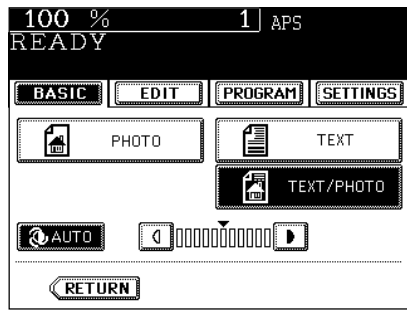 100 % 1 APS
READY
BASIC EDIT PROGRAM SETTINGS
PHOTO TEXT
TEXT/PHOTO
AUTO
RETURN